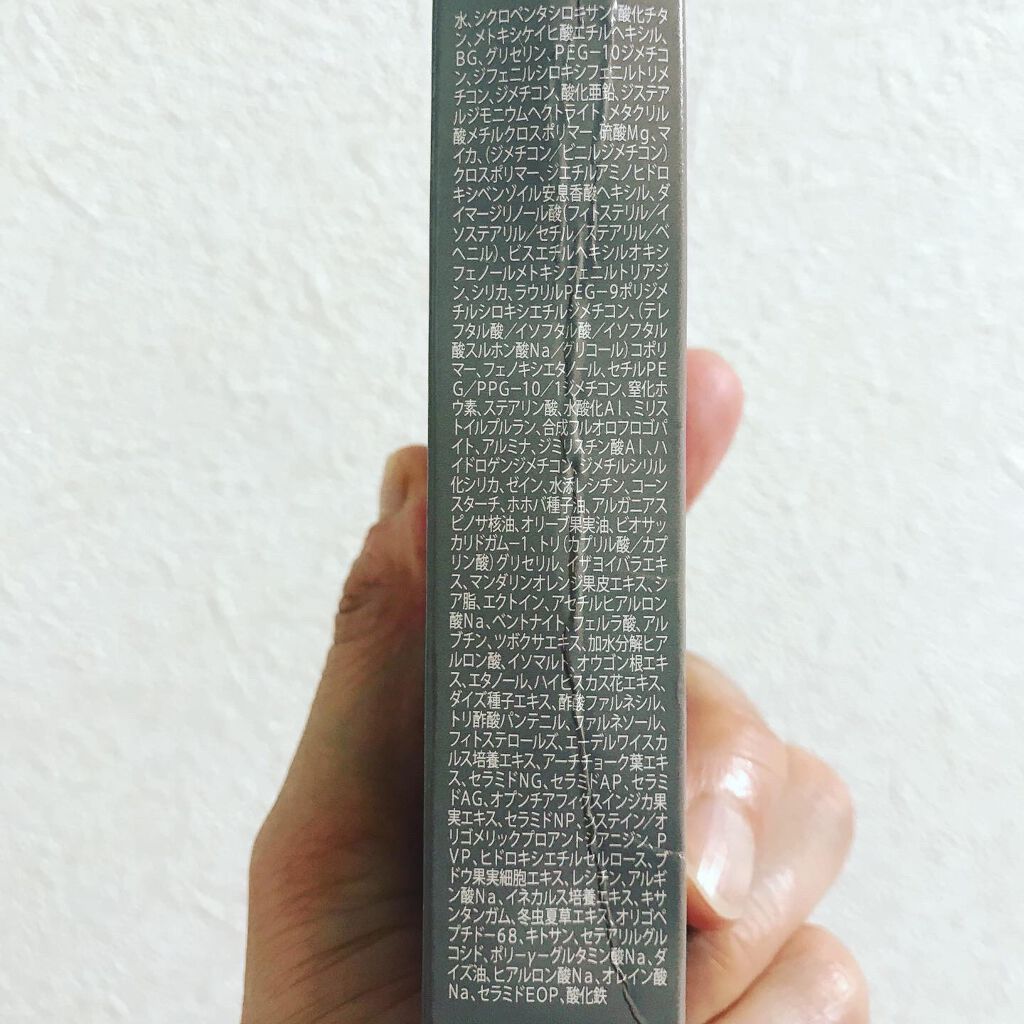 水、シクロペンタシロキサン、酸化チタ
ン、メトキシケイヒ酸エチルヘキシル、
BG、グリセリン、PEG－10ジメチコ
ン、ジフェニルシロキシフェニルトリメ
チコン、ジメチコン、酸化亜鉛、ジステア
ルジモニウムヘクトライト、メタクリル
酸メチルクロスポリマー、硫酸Mg、マ
イカ、(ジメチコン／ビニルジメチコン)
クロスポリマー、ジエチルアミノヒドロ
キシベンゾイル安息香酸ヘキシル、ダ
イマージリノール酸(フィトステリル／イ
ソステアリル／セチル／ステアリル／ベ
ヘニル)、ビスエチルヘキシルオキシ
フェノールメトキシフェニルトリアジ
ン、シリカ、ラウリルPEG－9ポリジメ
チルシロキシエチルジメチコン、(テレ
フタル酸／イソフタル酸／イソフタル
酸スルホン酸Na／グリコール)コポリ
マー、フェノキシエタノール、セチルPE
G／PPG－10／1ジメチコン、窒化ホ
ウ素、ステアリン酸、水酸化Al、ミリス
トイルプルラン、合成フルオロフロゴパ
イト、アルミナ、ジミリスチン酸Al、ハ
イドロゲンジメチコン、ジメチルシリル
化シリカ、ゼイン、水添レシチン、コーン
スターチ、ホホバ種子油、アルガニアス
ピノサ核油、オリーブ果実油、ビオサッ
カリドガム－1、トリ(カプリル酸／カプ
リン酸)グリセリル、イザヨイバラエキ
ス、マンダリンオレンジ果皮エキス、シ
ア脂、エクトイン、アセチルヒアルロン
酸Na、ベントナイト、フェルラ酸、アル
ブチン、ツボクサエキス、加水分解ヒア
ルロン酸、イソマルト、オウゴン根エキ
ス、エタノール、ハイビスカス花エキス、
ダイズ種子エキス、酢酸ファルネシル、
トリ酢酸パンテニル、ファルネソール、
フィトステロールズ、エーデルワイスカ
ルス培養エキス、アーチチョーク葉エキ
ス、セラミドNG、セラミドAP、セラミ
ドAG、オプンチアフィクスインジカ果
実エキス、セラミドNP、システイン／オ
リゴメリックプロアントシアニジン、P
VP、ヒドロキシエチルセルロース、ブ
ドウ果実細胞エキス、レシチン、アルギ
ン酸Na、イネカルス培養エキス、キサ
ンタンガム、冬虫夏草エキス、オリゴペ
プチド－68、キトサン、セテアリルグル
コシド、ポリ－γ－グルタミン酸Na、ダ
イズ油、ヒアルロン酸Na、オレイン酸
Na、セラミドEOP、酸化鉄